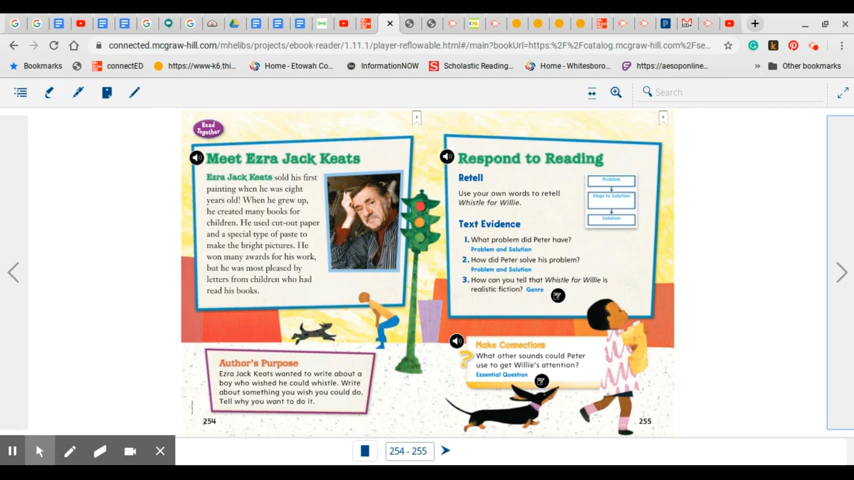 connected.mcgraw-hill.com/mhelibs/projects/ebook-reader/1.11.1/player-reflowable.html#/main?bookUrl=https:%2F%2Fcatalog.mcgraw-hill.com%2Fse...
Bookmarks
connectED
https://www-k6.thi...
Home - Etowah Co...
InformationNOW
Scholastic Reading...
Home - Whitesboro...
https://aesoponline...
Other bookmarks
Search
Read Together
Meet Ezra Jack Keats
Ezra Jack Keats sold his first
painting when he was eight
years old! When he grew up,
he created many books for
children. He used cut-out paper
and a special type of paste to
make the bright pictures. He
won many awards for his work,
but he was most pleased by
letters from children who had
read his books.
Author's Purpose
Ezra Jack Keats wanted to write about a
boy who wished he could whistle. Write
about something you wish you could do.
Tell why you want to do it.
254
Respond to Reading
Retell
Use your own words to retell
Whistle for Willie.
Problem
Steps to Solution
Solution
Text Evidence
1. What problem did Peter have?
Problem and Solution
2. How did Peter solve his problem?
Problem and Solution
3. How can you tell that Whistle for Willie is
realistic fiction? Genre
Make Connections
What other sounds could Peter
use to get Willie's attention?
Essential Question
255
254 - 255